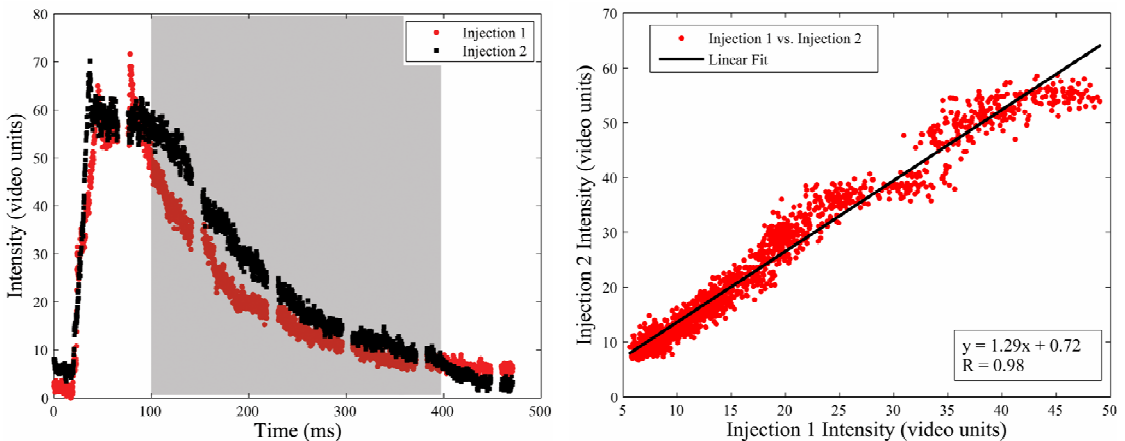 80
70
60
50
40
30
20
10
0
Intensity (video units)
Injection 1
Injection 2
0 100 200 300 400 500
Time (ms)
70
60
50
40
30
20
10
0
Injection 2 Intensity (video units)
Injection 1 vs. Injection 2
Linear Fit
y = 1.29x + 0.72
R = 0.98
5 10 15 20 25 30 35 40 45 50
Injection 1 Intensity (video units)